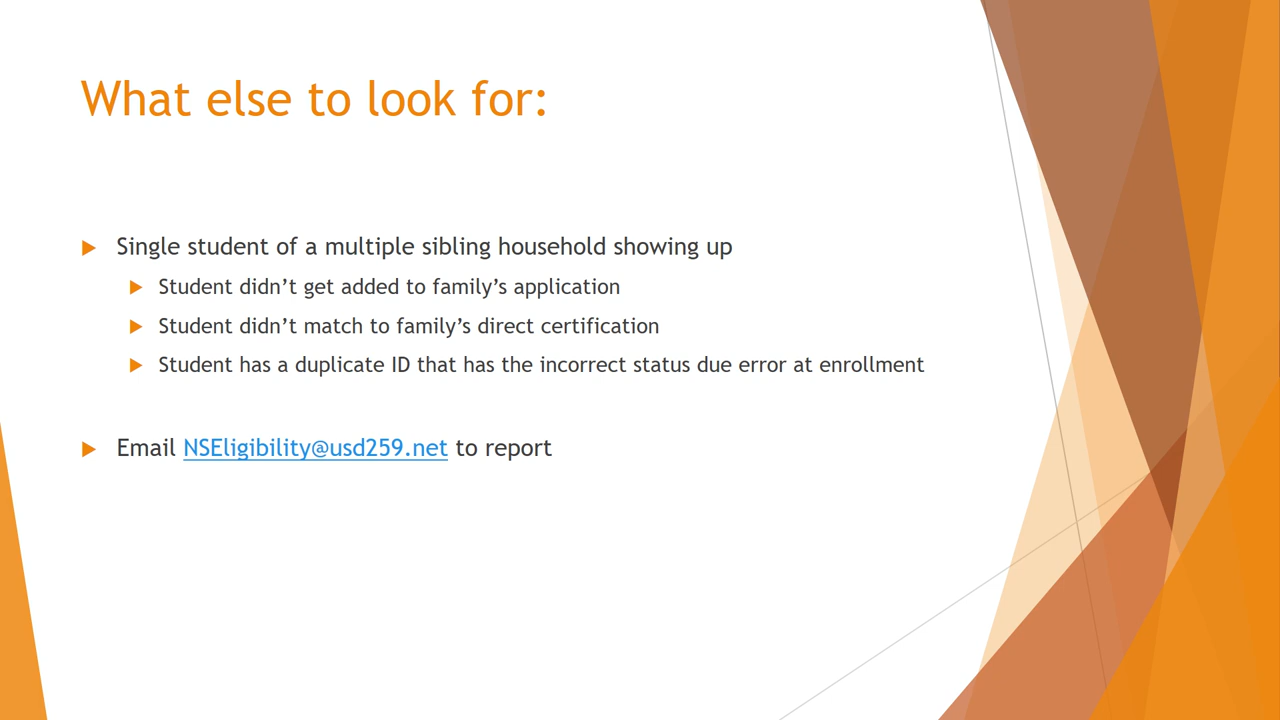 What else to look for:
Single student of a multiple sibling household showing up
Student didn’t get added to family’s application
Student didn’t match to family’s direct certification
Student has a duplicate ID that has the incorrect status due error at enrollment
Email NSEligibility@usd259.net to report